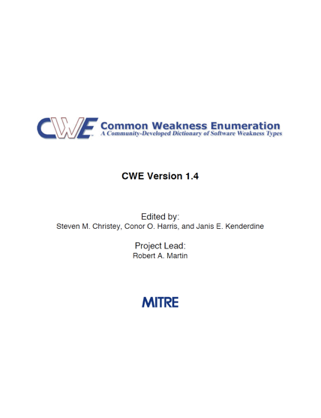 CWE Common Weakness Enumeration
A Community-Developed Dictionary of Software Weakness Types
CWE Version 1.4
Edited by:
Steven M. Christey, Conor O. Harris, and Janis E. Kenderdine
Project Lead:
Robert A. Martin
MITRE